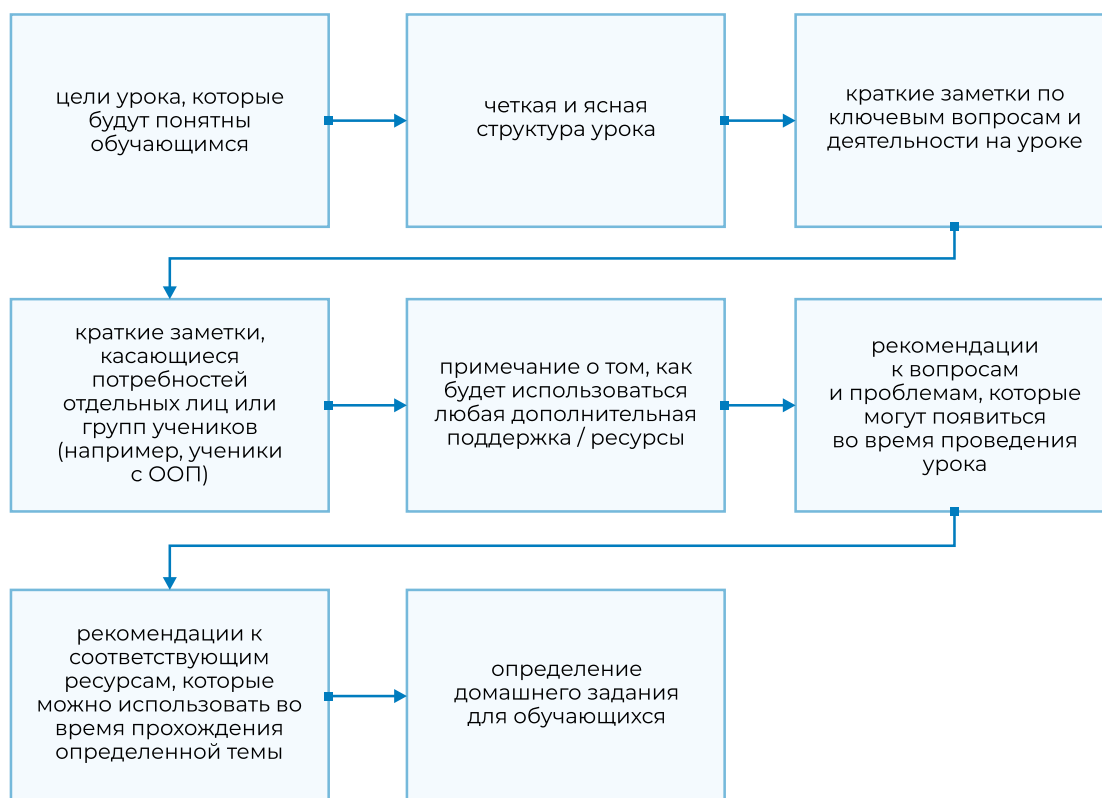 цели урока, которые
будут понятны
обучающимся
четкая и ясная
структура урока
краткие заметки по
ключевым вопросам и
деятельности на уроке
краткие заметки,
касающиеся
потребностей
отдельных лиц или
групп учеников
(например, ученики
с ООП)
примечание о том, как
будет использоваться
любая дополнительная
поддержка / ресурсы
рекомендации
к вопросам
и проблемам, которые
могут появиться
во время проведения
урока
рекомендации к
соответствующим
ресурсам, которые
можно использовать во
время прохождения
определенной темы
определение
домашнего задания
для обучающихся